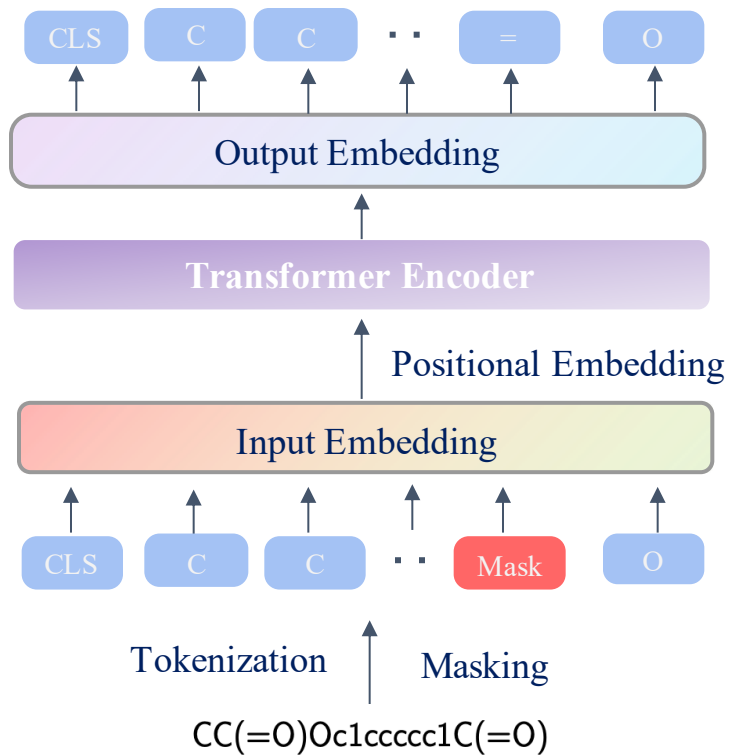 CLS C C .. = O
Output Embedding
Transformer Encoder
Positional Embedding
Input Embedding
CLS C C .. Mask O
Tokenization Masking
CC(=O)Oc1ccccc1C(=O)